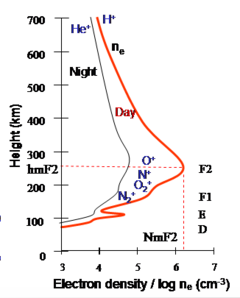 700
600
500
400
300
200
100
0
Height (km)
hmF2
He⁺
H⁺
nₑ
Night
Day
O⁺
N⁺
O₂⁺
N₂⁺
F2
F1
E
D
NmF2
3 4 5 6 7
Electron density / log nₑ (cm⁻³)